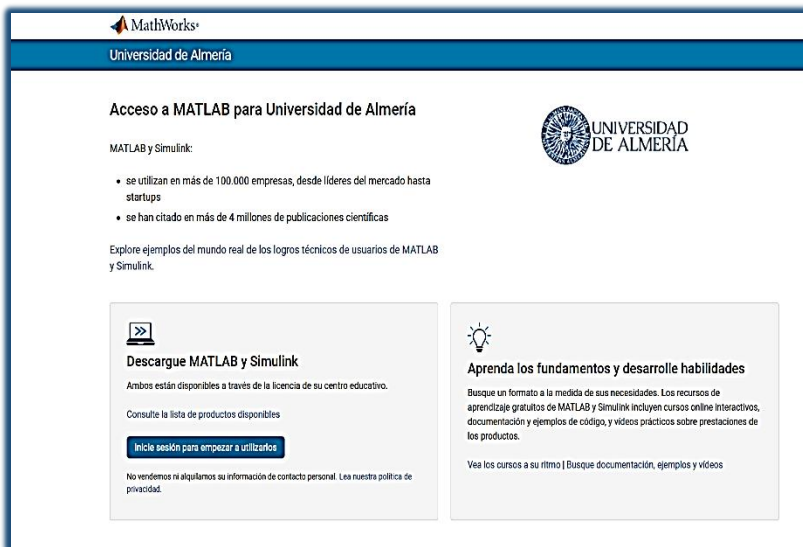 MathWorks®
Universidad de Almería
Acceso a MATLAB para Universidad de Almería
UNIVERSIDAD
DE ALMERÍA
MATLAB y Simulink:
• se utilizan en más de 100.000 empresas, desde líderes del mercado hasta
startups
• se han citado en más de 4 millones de publicaciones científicas
Explore ejemplos del mundo real de los logros técnicos de usuarios de MATLAB
y Simulink.
Descargue MATLAB y Simulink
Ambos están disponibles a través de la licencia de su centro educativo.
Consulte la lista de productos disponibles
Inicie sesión para empezar a utilizarlos
No vendemos ni alquilamos su información de contacto personal. Lea nuestra política de
privacidad.
Aprenda los fundamentos y desarrolle habilidades
Busque un formato a la medida de sus necesidades. Los recursos de
aprendizaje gratuitos de MATLAB y Simulink incluyen cursos online interactivos,
documentación y ejemplos de código, y vídeos prácticos sobre prestaciones de
los productos.
Vea los cursos a su ritmo | Busque documentación, ejemplos y vídeos